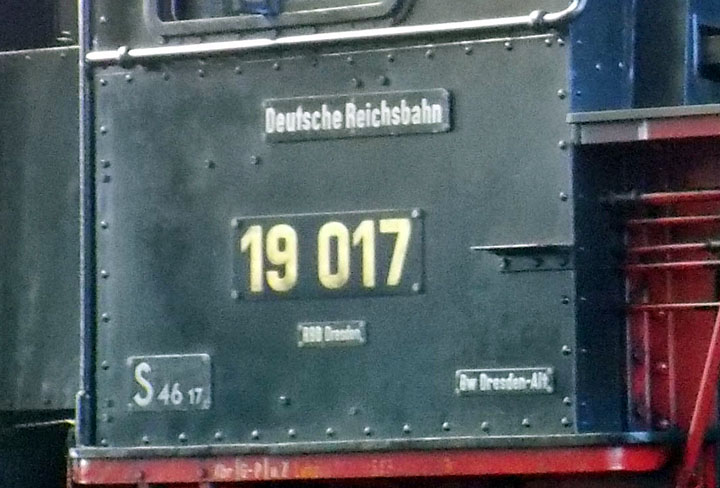 Deutsche Reichsbahn
19 017
RBD Dresden
S 46 17
Bw Dresden-Alt.